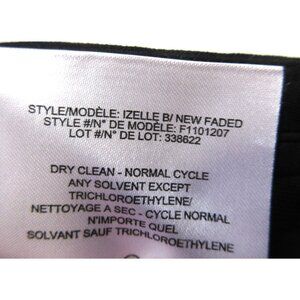 STYLE/MODÈLE: IZELLE B/ NEW FADED
STYLE #/N° DE MODÈLE: F1101207
LOT #/N° DE LOT: 338622
DRY CLEAN - NORMAL CYCLE
ANY SOLVENT EXCEPT
TRICHLOROETHYLENE/
NETTOYAGE A SEC - CYCLE NORMAL
N'IMPORTE QUEL
SOLVANT SAUF TRICHLOROETHYLENE